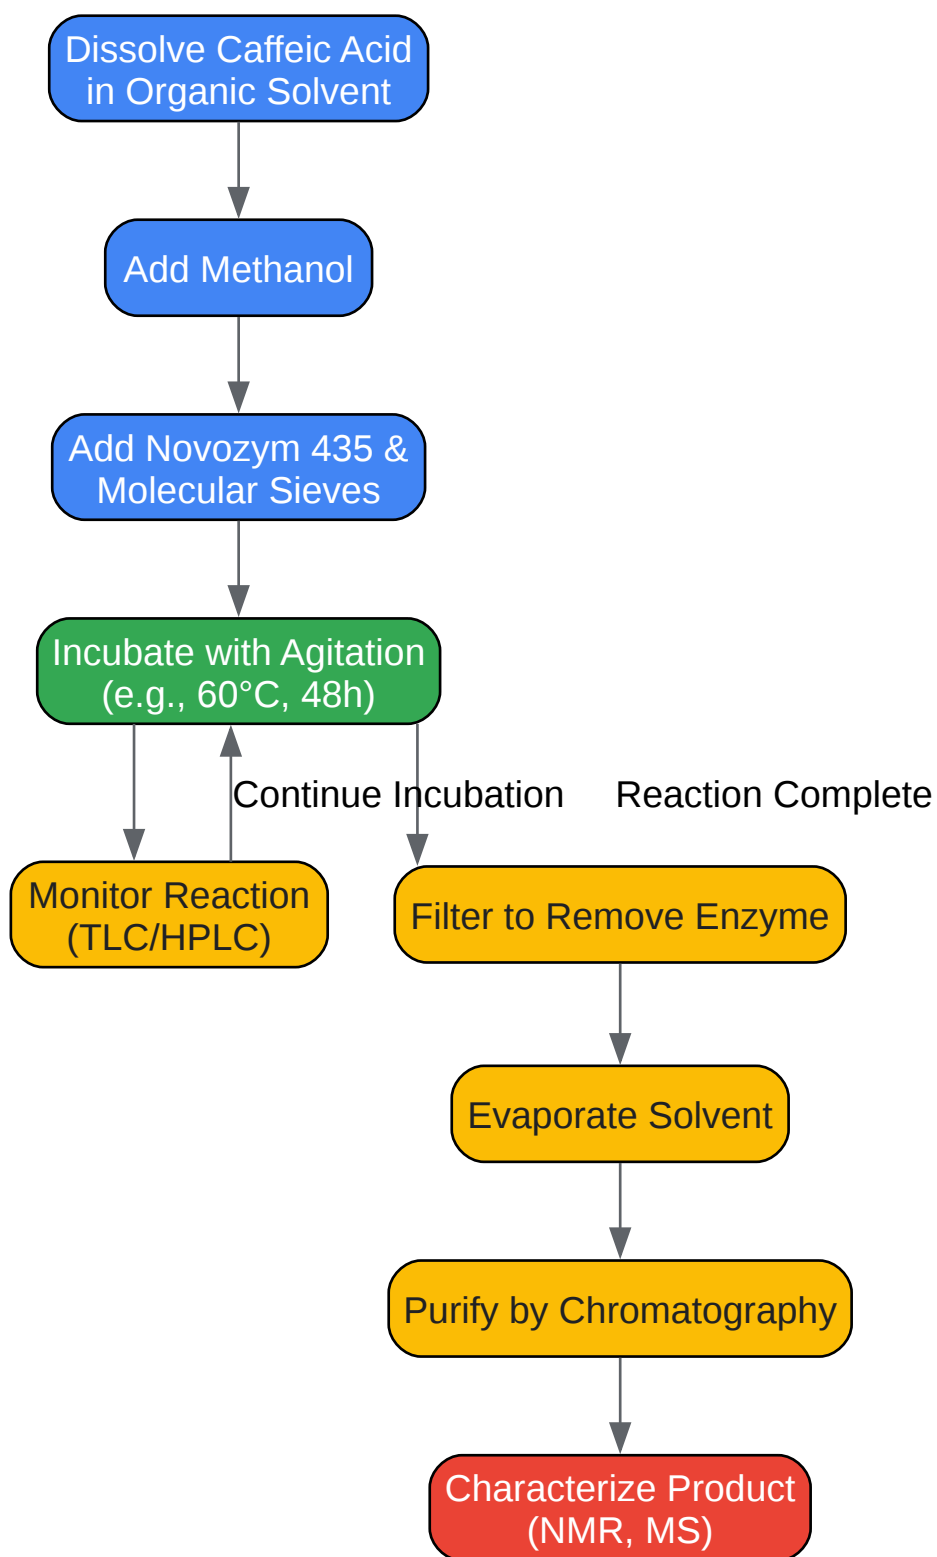 Dissolve Caffeic Acid
in Organic Solvent
Add Methanol
Add Novozym 435 &
Molecular Sieves
Incubate with Agitation
(e.g., 60°C, 48h)
Continue Incubation
Reaction Complete
Monitor Reaction
(TLC/HPLC)
Filter to Remove Enzyme
Evaporate Solvent
Purify by Chromatography
Characterize Product
(NMR, MS)